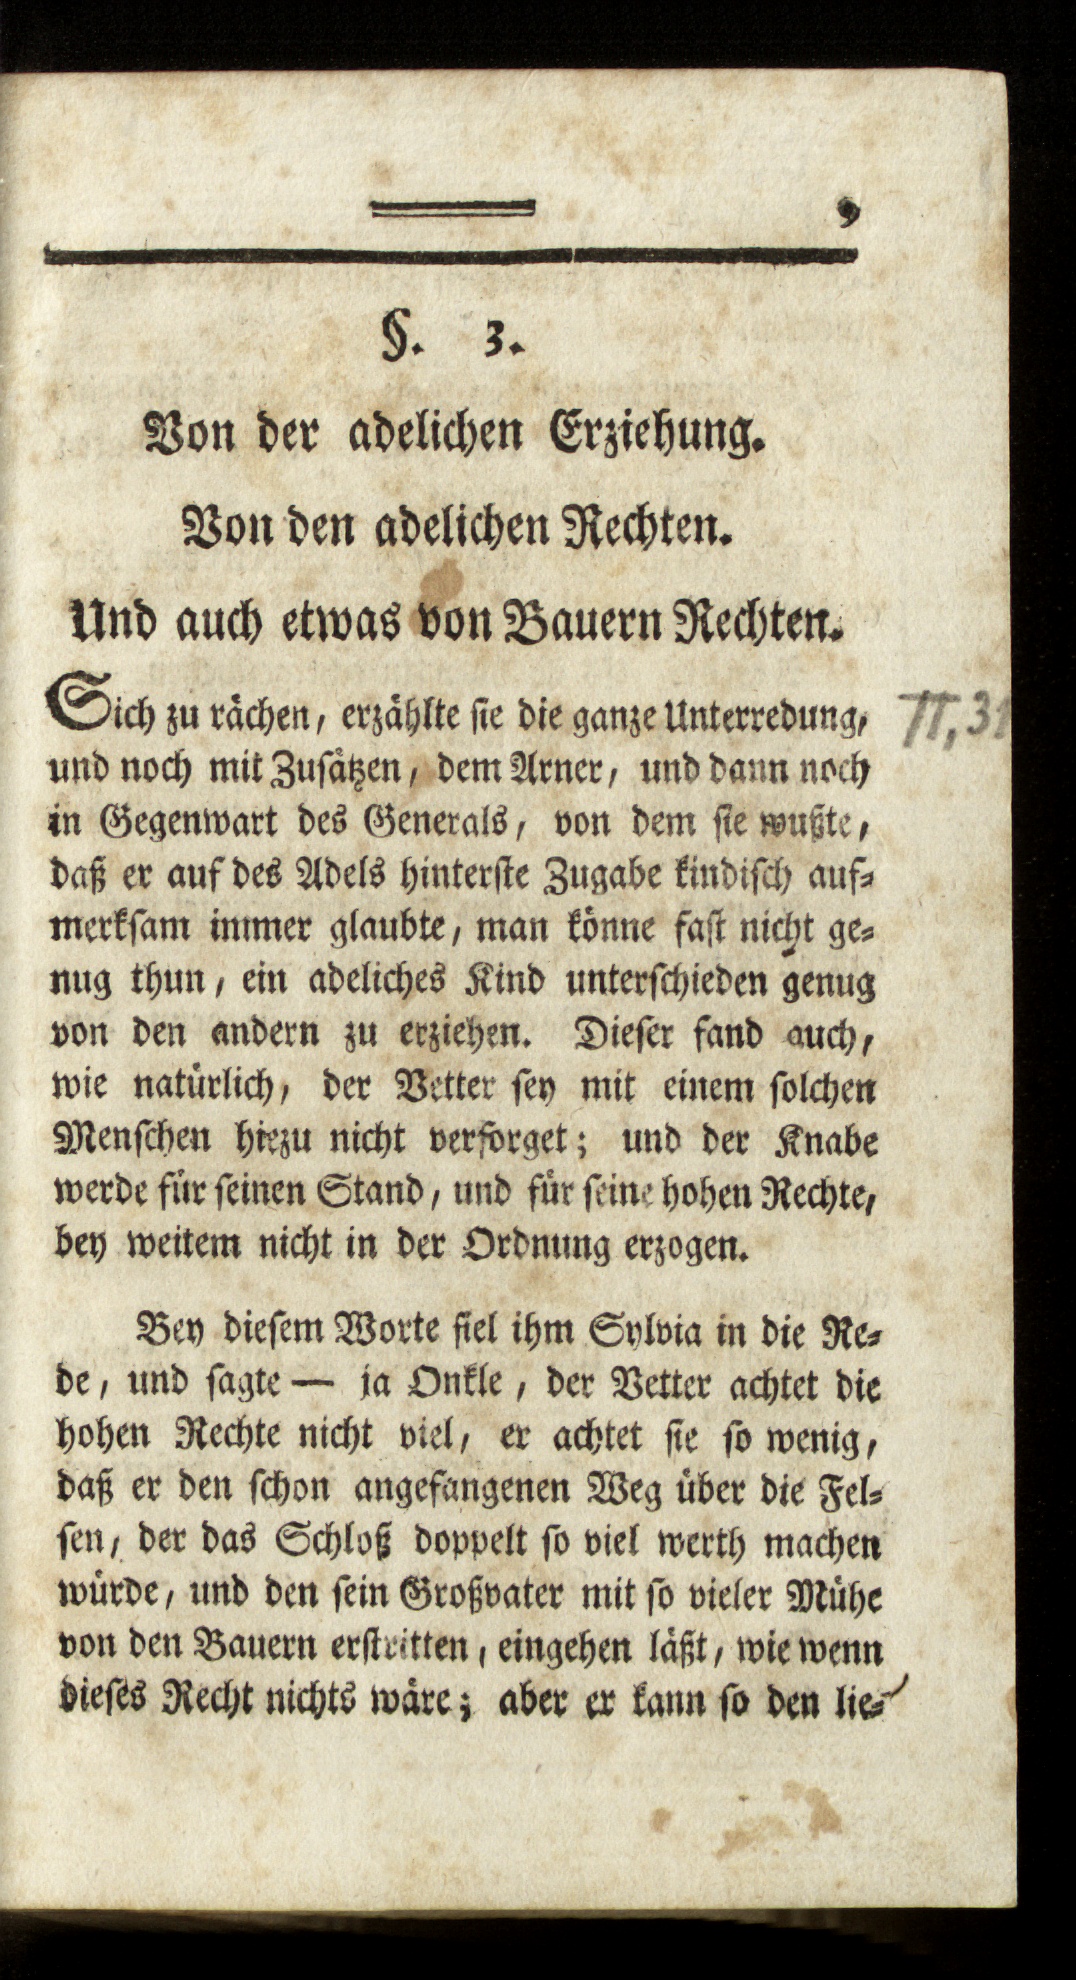 9
§. 3.
Von der adelichen Erziehung.
Von den adelichen Rechten.
Und auch etwas von Bauern Rechten.
Sich zu rächen, erzählte sie die ganze Unterredung,
und noch mit Zusätzen, dem Arner, und dann noch
in Gegenwart des Generals, von dem sie wußte,
daß er auf des Adels hinterste Zugabe kindisch auf-
merksam immer glaubte, man könne fast nicht ge-
nug thun, ein adeliches Kind unterschieden genug
von den andern zu erziehen. Dieser fand auch,
wie natürlich, der Vetter sey mit einem solchen
Menschen hiezu nicht versorget; und der Knabe
werde für seinen Stand, und für seine hohen Rechte,
bey weitem nicht in der Ordnung erzogen.
Bey diesem Worte fiel ihm Sylvia in die Re-
de, und sagte — ja Onkle, der Vetter achtet die
hohen Rechte nicht viel, er achtet sie so wenig,
daß er den schon angefangenen Weg über die Fel-
sen, der das Schloß doppelt so viel werth machen
würde, und den sein Großvater mit so vieler Mühe
von den Bauern erstritten, eingehen läßt, wie wenn
dieses Recht nichts wäre; aber er kann so den lie-